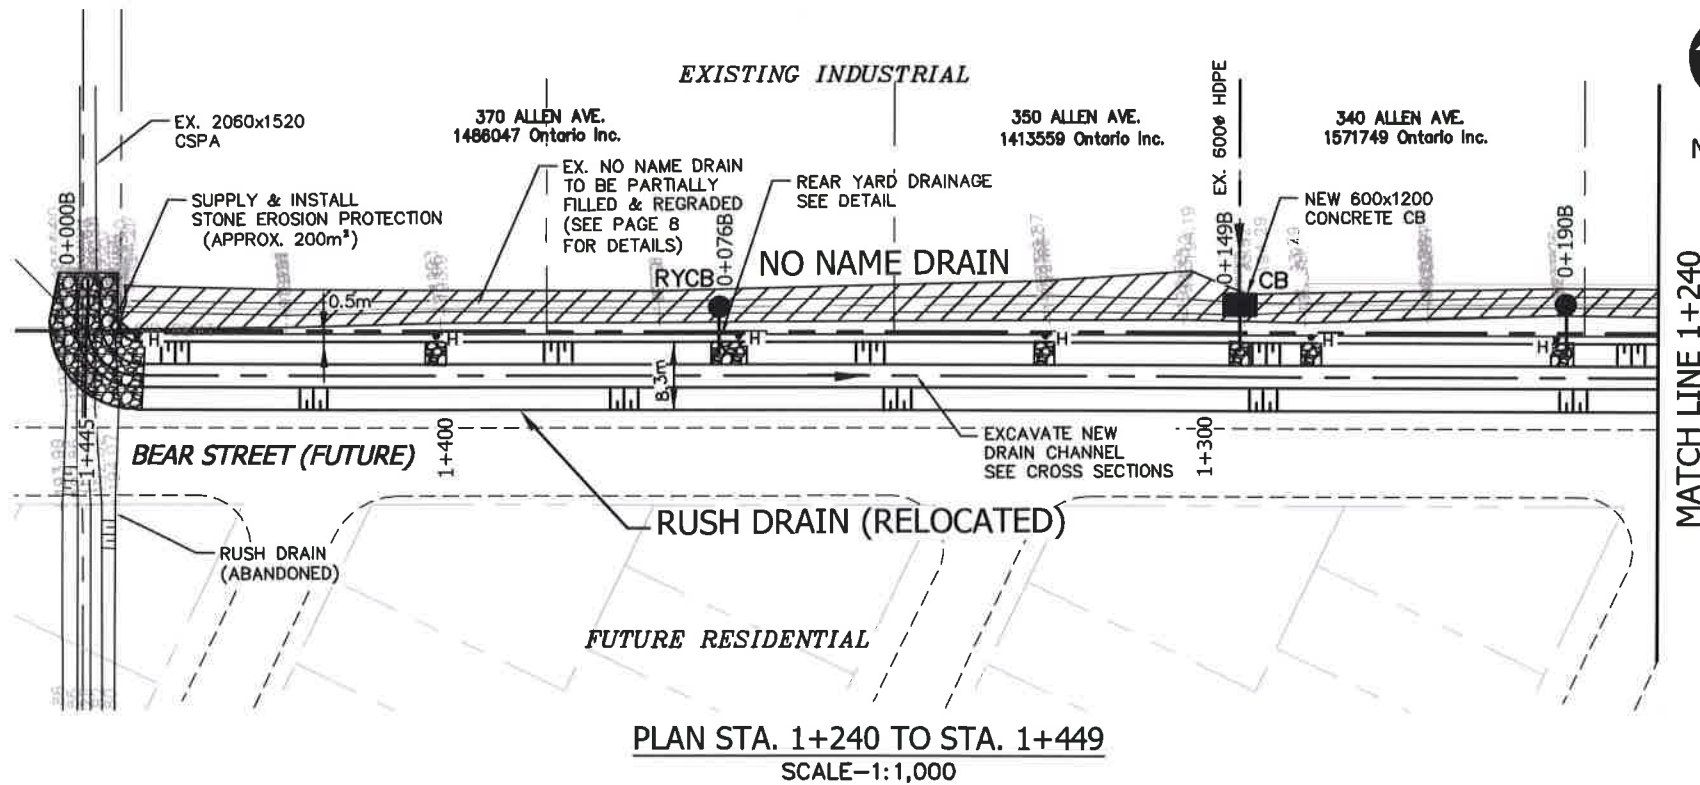 EXISTING INDUSTRIAL
EX. 2060x1520
CSPA
370 ALLEN AVE.
1486047 Ontario Inc.
350 ALLEN AVE.
1413559 Ontario Inc.
EX. 600ø HDPE
340 ALLEN AVE.
1571749 Ontario Inc.
N
SUPPLY & INSTALL
STONE EROSION PROTECTION
(APPROX. 200m²)
EX. NO NAME DRAIN
TO BE PARTIALLY
FILLED & REGRADED
(SEE PAGE 8
FOR DETAILS)
REAR YARD DRAINAGE
SEE DETAIL
NEW 600x1200
CONCRETE CB
0+000B
0+076B
0+149B
0+190B
RYCB
NO NAME DRAIN
CB
0.5m
H
H
H
H
H
H
8.3m
MATCH LINE 1+240
1+445
BEAR STREET (FUTURE)
1+400
EXCAVATE NEW
DRAIN CHANNEL
SEE CROSS SECTIONS
1+300
RUSH DRAIN (RELOCATED)
RUSH DRAIN
(ABANDONED)
FUTURE RESIDENTIAL
PLAN STA. 1+240 TO STA. 1+449
SCALE-1:1,000